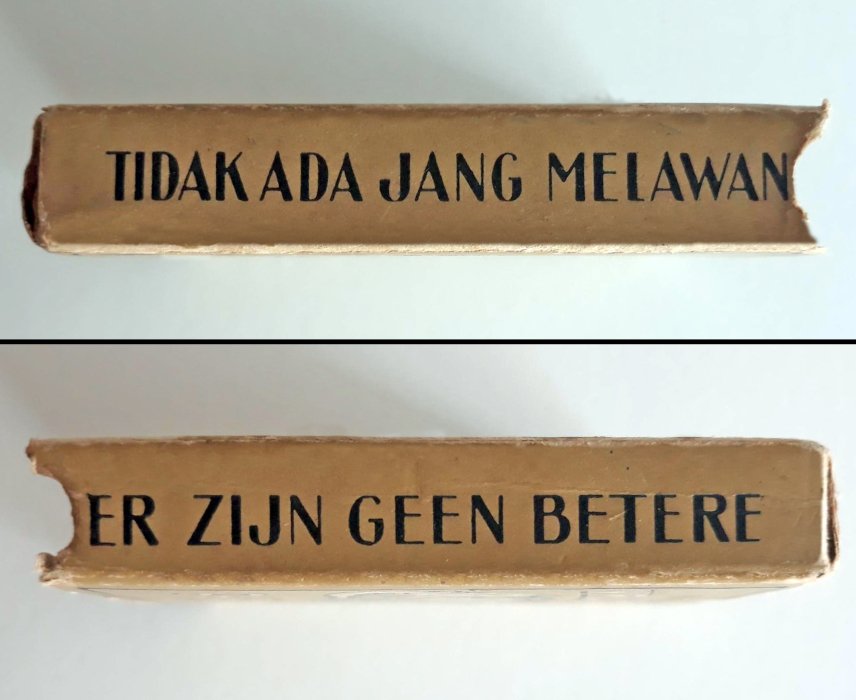 TIDAK ADA JANG MELAWAN
ER ZIJN GEEN BETERE